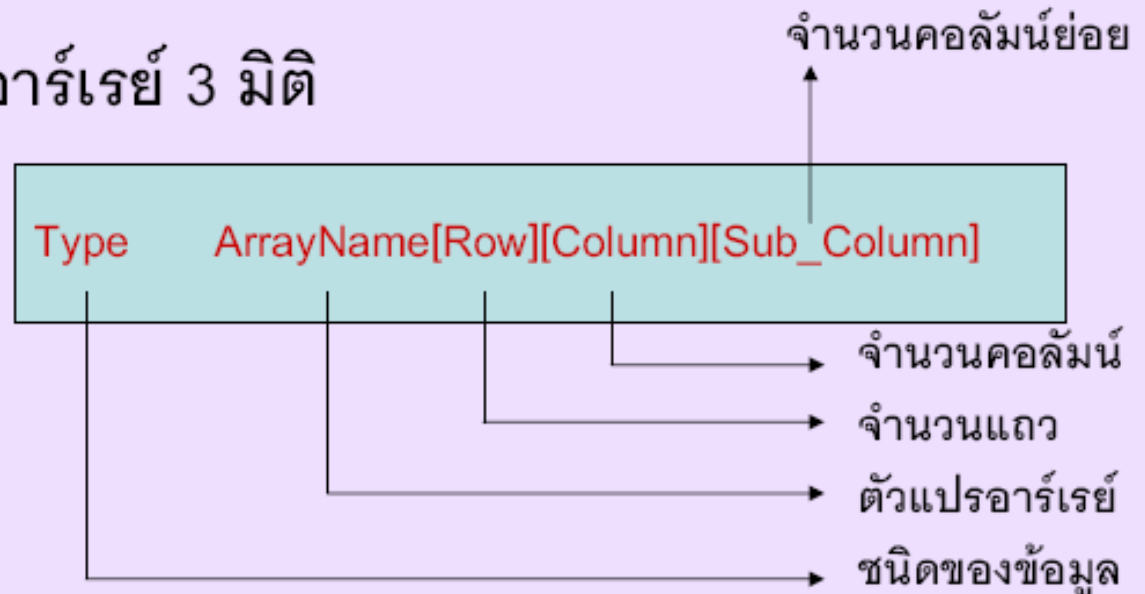 จำนวนคอลัมน์ย่อย
อาร์เรย์ 3 มิติ
Type ArrayName[Row][Column][Sub_Column]
จำนวนคอลัมน์
จำนวนแถว
ตัวแปรอาร์เรย์
ชนิดของข้อมูล